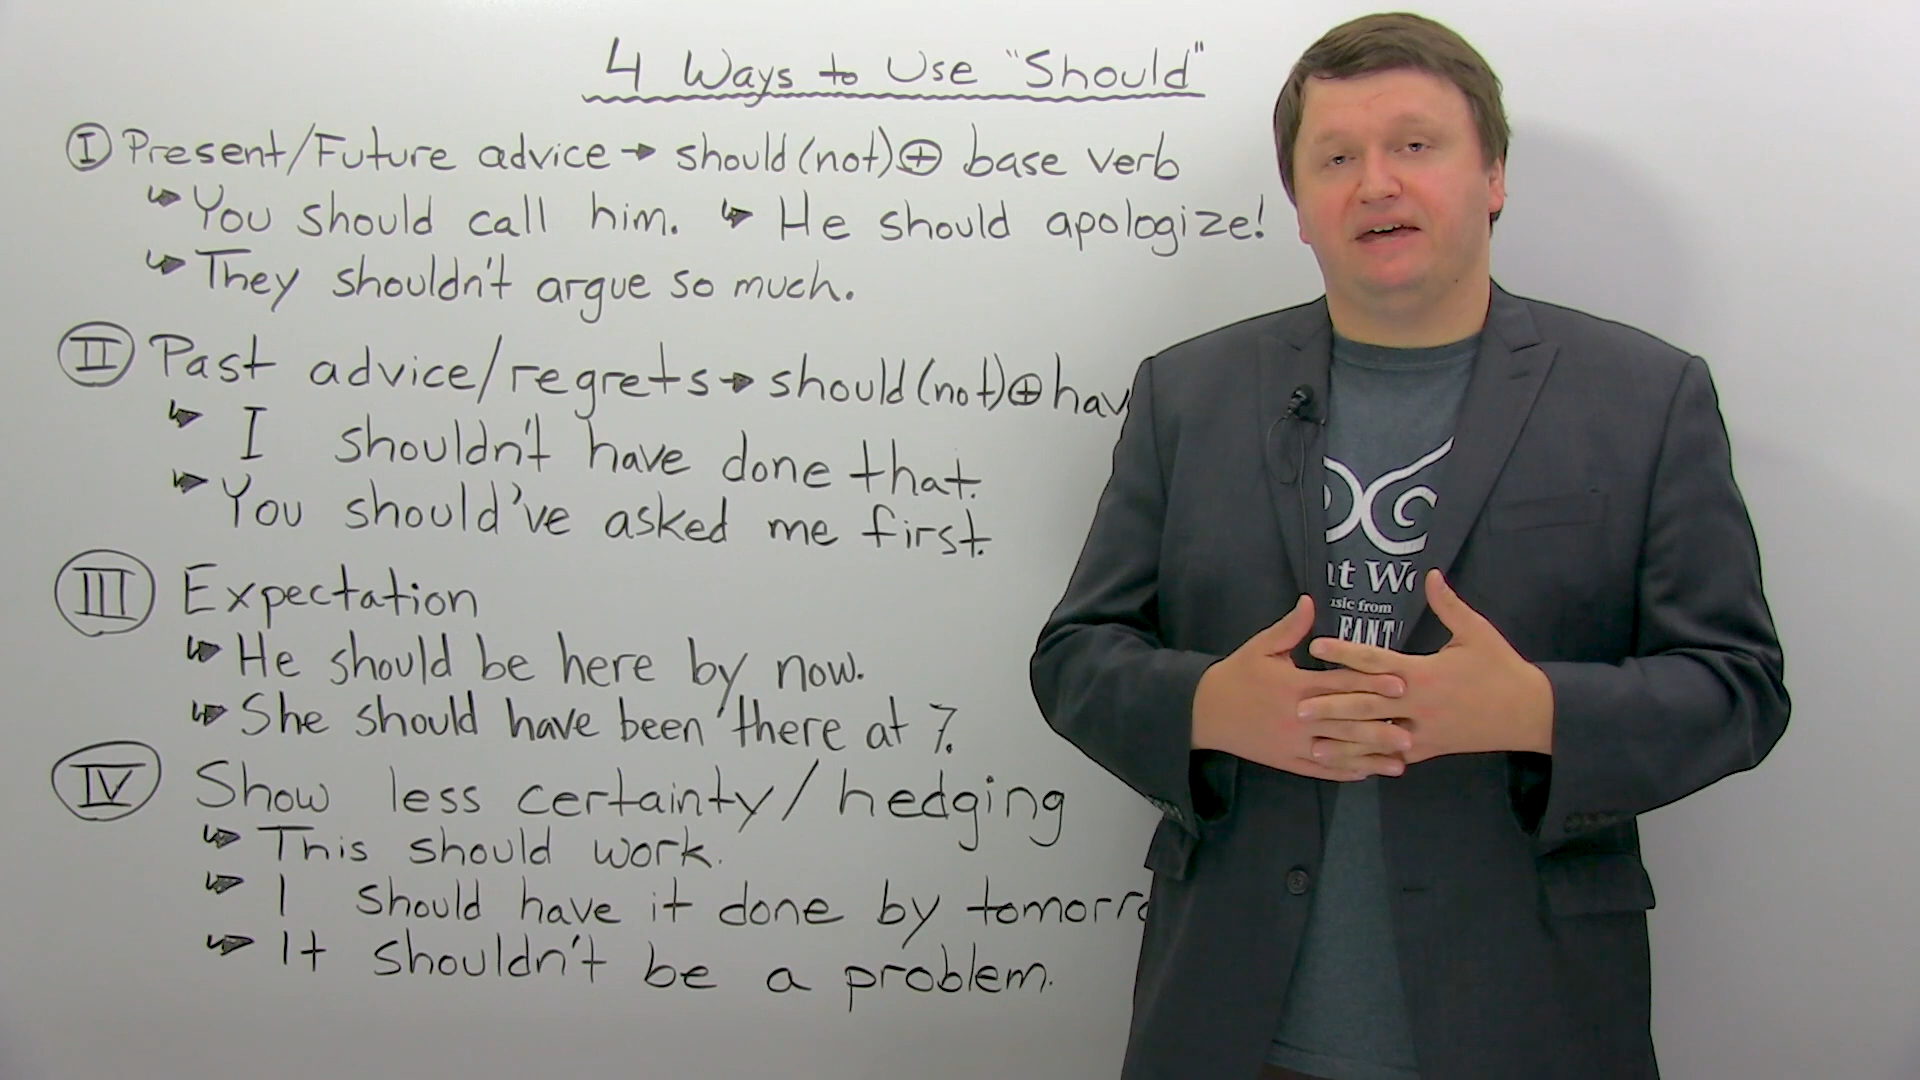 4 Ways to Use "Should"
I Present/Future advice → should (not) ⊕ base verb
↳ You should call him. ↳ He should apologize!
↳ They shouldn't argue so much.
II Past advice/regrets → should (not) ⊕ hav
↳ I shouldn't have done that.
↳ You should've asked me first.
III Expectation
↳ He should be here by now.
↳ She should have been there at 7.
IV Show less certainty/hedging
↳ This should work.
↳ I should have it done by tomorro
↳ It shouldn't be a problem.
from